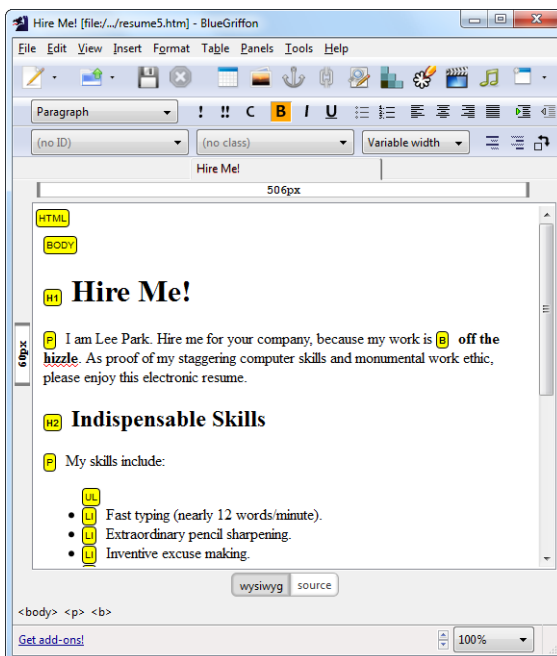 Hire Me! [file:/.../resume5.htm] - BlueGriffon
File Edit View Insert Format Table Panels Tools Help
Paragraph ! !! C B I U
(no ID) (no class) Variable width
Hire Me!
506px
HTML
BODY
H1 Hire Me!
P I am Lee Park. Hire me for your company, because my work is B off the
hizzle. As proof of my staggering computer skills and monumental work ethic,
please enjoy this electronic resume.
60px
H2 Indispensable Skills
P My skills include:
UL
• LI Fast typing (nearly 12 words/minute).
• LI Extraordinary pencil sharpening.
• LI Inventive excuse making.
wysiwyg source
<body> <p> <b>
Get add-ons! 100%